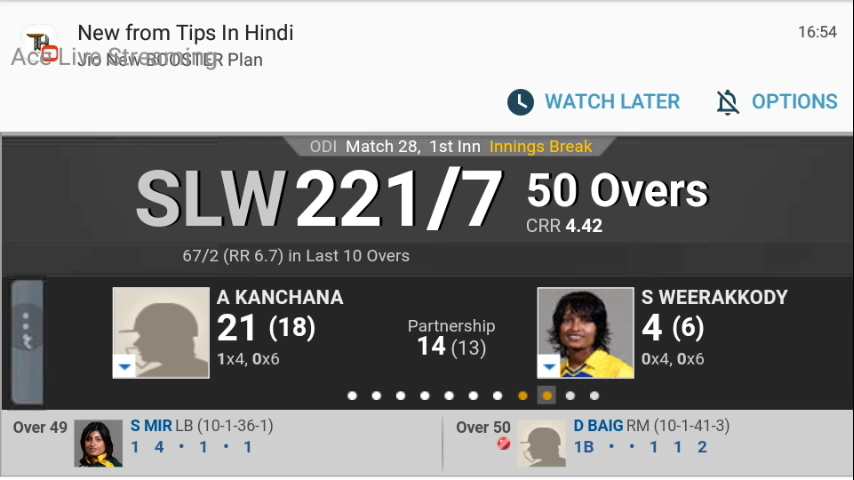 New from Tips In Hindi
16:54
Ace Live Streaming
Jio New BOOSTER Plan
WATCH LATER
OPTIONS
ODI Match 28, 1st Inn Innings Break
SLW 221/7 50 Overs
CRR 4.42
67/2 (RR 6.7) in Last 10 Overs
A KANCHANA
21 (18)
1x4, 0x6
Partnership
14 (13)
S WEERAKKODY
4 (6)
0x4, 0x6
Over 49
S MIR LB (10-1-36-1)
1 4 • 1 • 1
Over 50
D BAIG RM (10-1-41-3)
1B • • 1 1 2